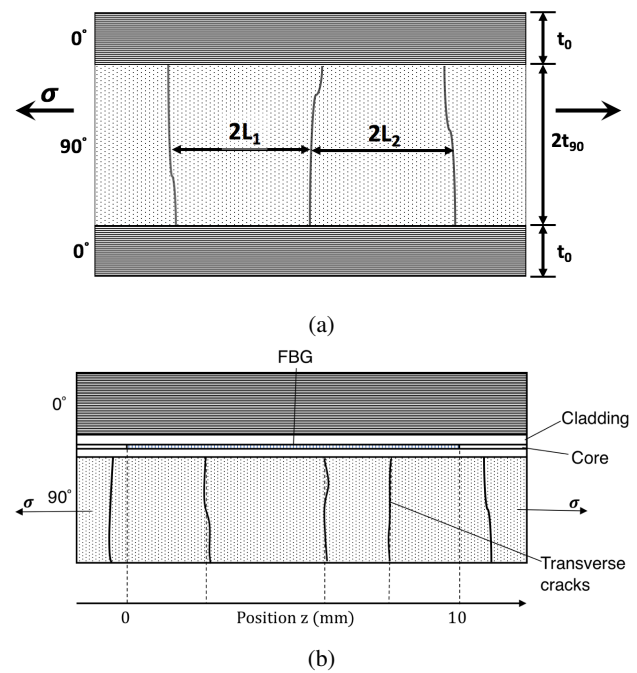 0°
t₀
σ
2L₁
2L₂
90°
2t₉₀
0°
t₀
(a)
FBG
0°
Cladding
Core
σ
90°
σ
Transverse
cracks
0
Position z (mm)
10
(b)